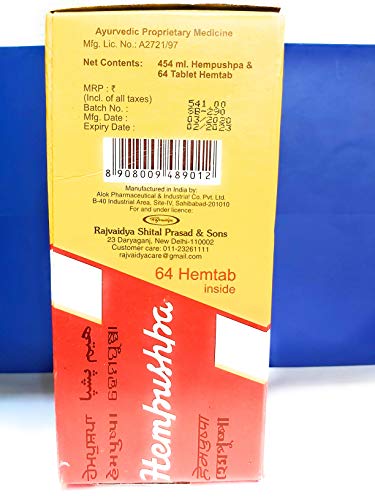 Ayurvedic Proprietary Medicine
Mfg. Lic. No.: A2721/97
Net Contents: 454 ml. Hempushpa &
64 Tablet Hemtab
MRP : ₹ 541.00
(Incl. of all taxes)
Batch No. : SB-290
Mfg. Date : 03/2020
Expiry Date : 02/2023
8 908009 489012
Manufactured in India by:
Alok Pharmaceutical & Industrial Co. Pvt. Ltd.
B-40 Industrial Area, Site-IV, Sahibabad-201010
For and under licence:
Rajvaidya Shital Prasad & Sons
23 Daryaganj, New Delhi-110002
Customer care: 011-23261111
rajvaidyacare@gmail.com
64 Hemtab
inside
Hempushpa
हेमपुष्पा